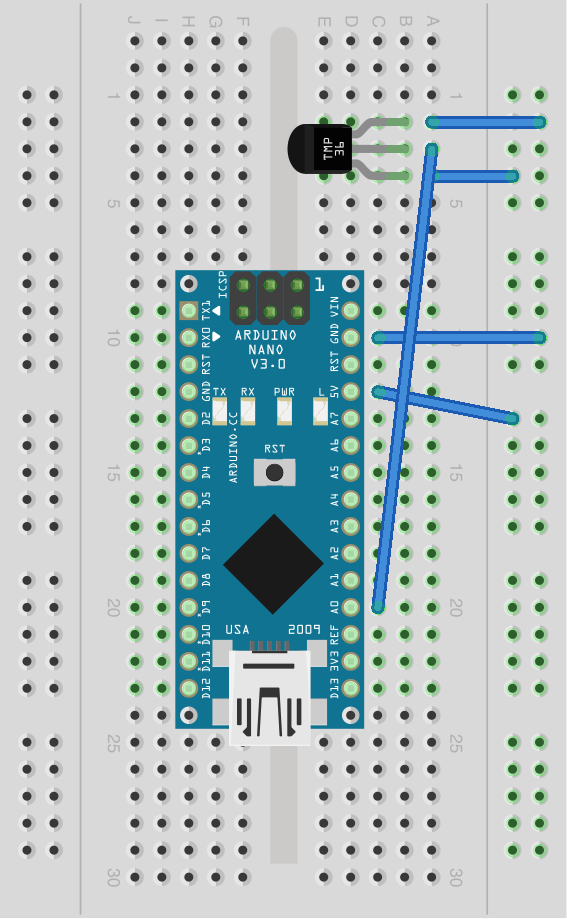 J I H G F E D C B A
1 1
TMP
36
5 5
ICSP 1
TX1 VIN
RX0 GND
10 10
ARDUINO
NANO
V3.0
RST RST
GND 5V
TX RX PWR L
D2 A7
ARDUINO.CC
D3 A6
RST
D4 A5
15 15
D5 A4
D6 A3
D7 A2
D8 A1
D9 A0
20 20
USA 2009
D10 REF
D11 3V3
D12 D13
25 25
30 30